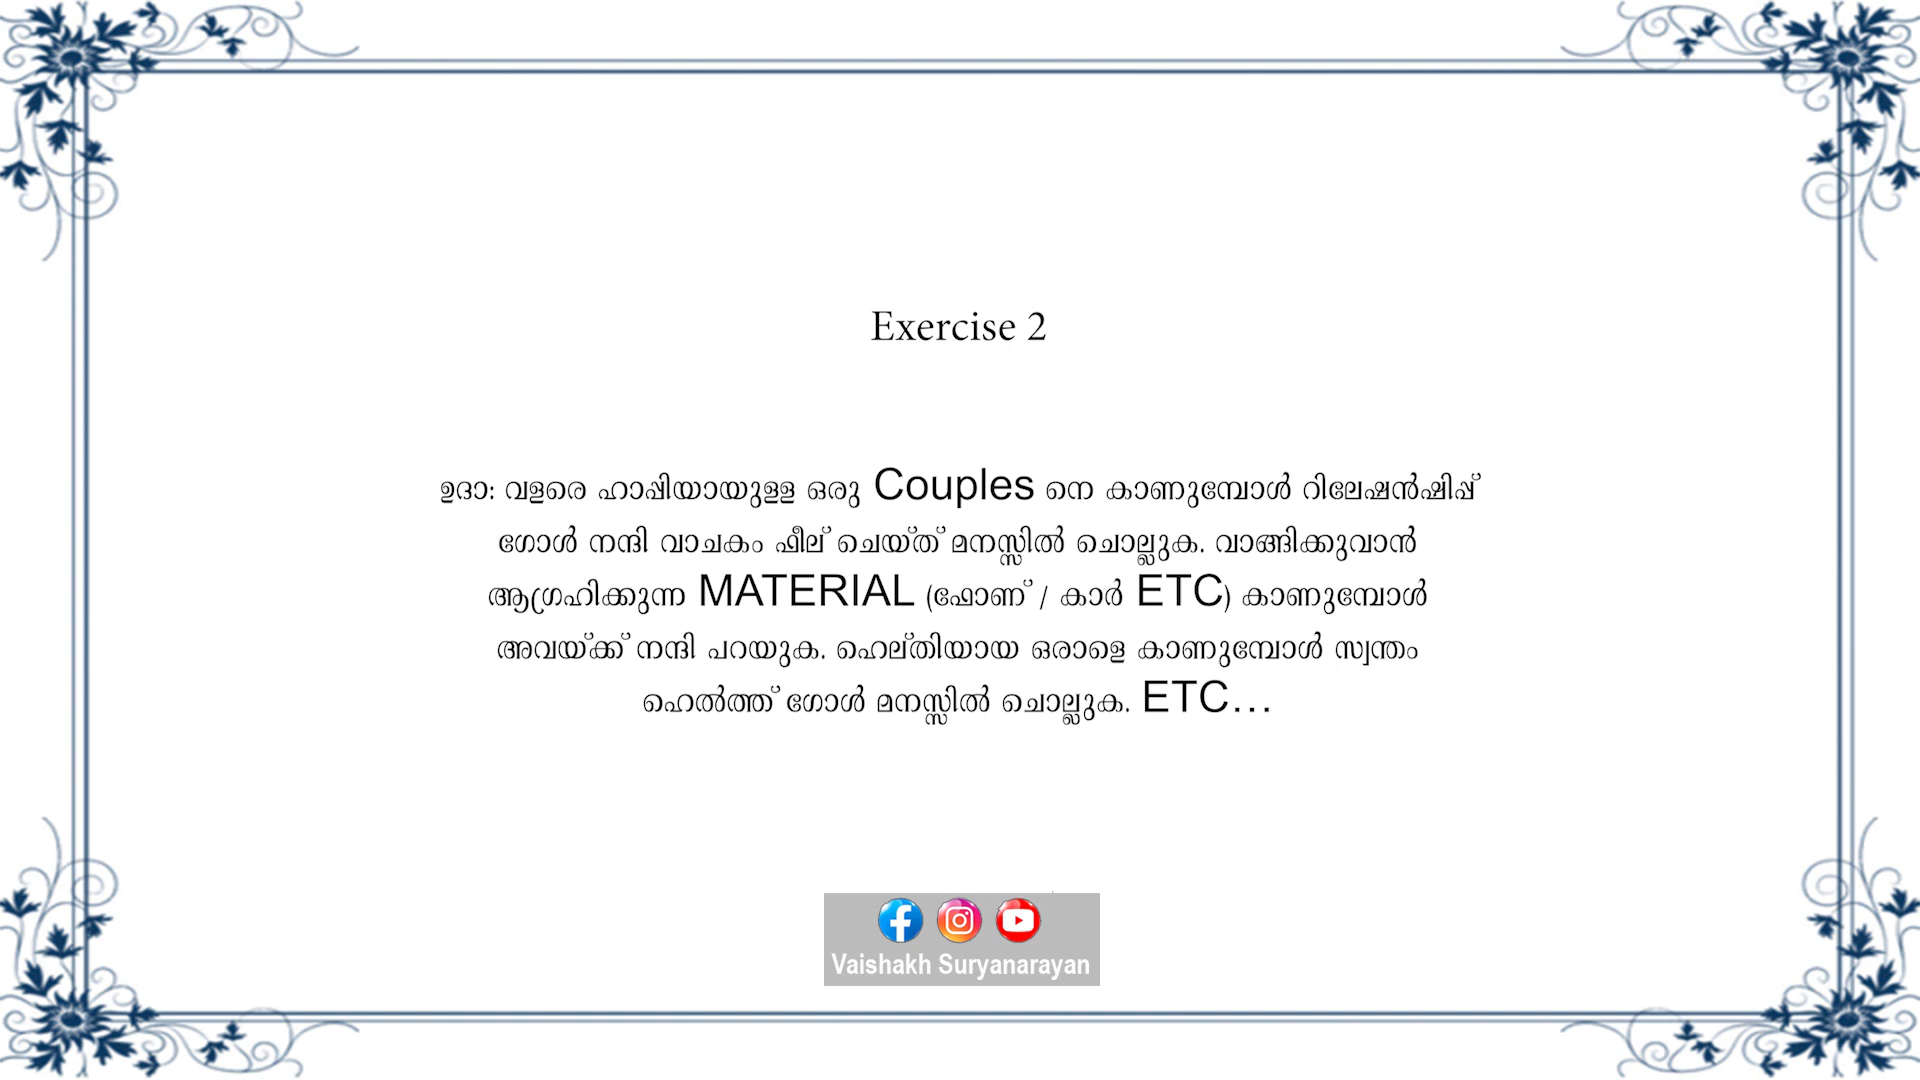 Exercise 2
ഉദാ: വളരെ ഹാപ്പിയായുള്ള ഒരു Couples നെ കാണുമ്പോൾ റിലേഷൻഷിപ്പ്
ഗോൾ നന്ദി വാചകം ഫീല് ചെയ്ത് മനസ്സിൽ ചൊല്ലുക. വാങ്ങിക്കുവാൻ
ആഗ്രഹിക്കുന്ന MATERIAL (ഫോണ് / കാർ ETC) കാണുമ്പോൾ
അവയ്ക്ക് നന്ദി പറയുക. ഹെല്തിയായ ഒരാളെ കാണുമ്പോൾ സ്വന്തം
ഹെൽത്ത് ഗോൾ മനസ്സിൽ ചൊല്ലുക. ETC...
Vaishakh Suryanarayan